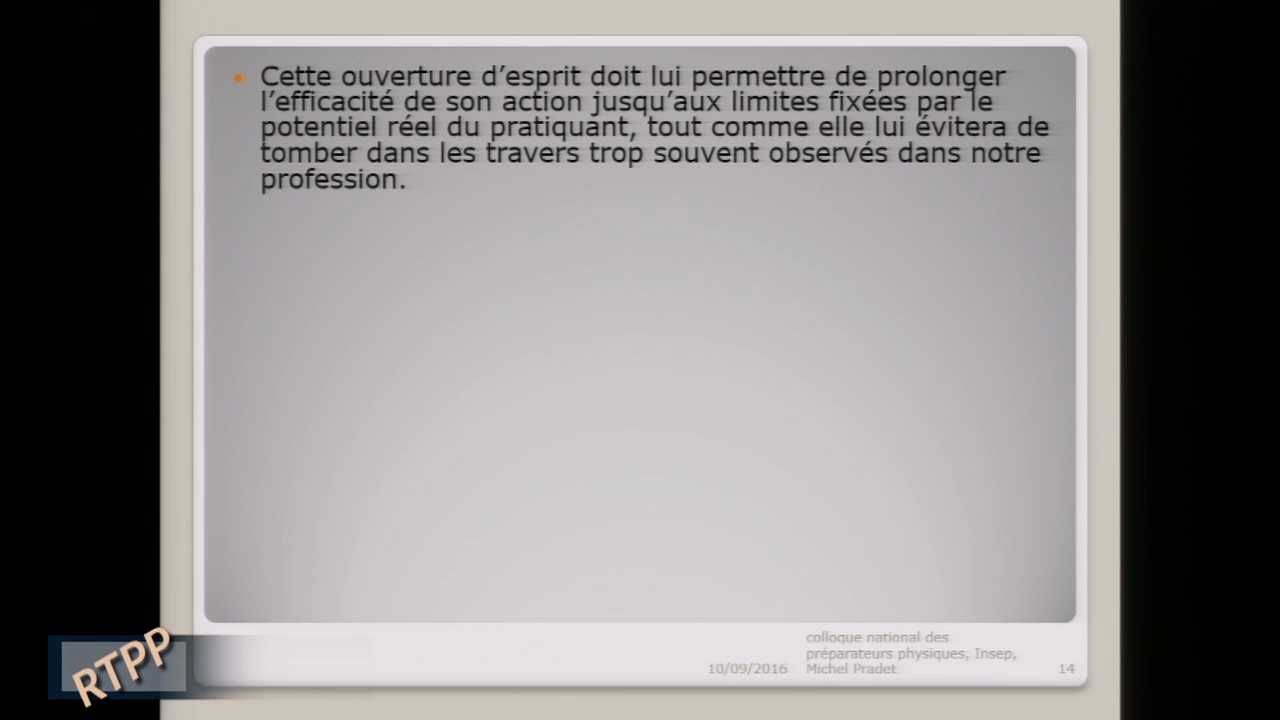 Cette ouverture d’esprit doit lui permettre de prolonger
l’efficacité de son action jusqu’aux limites fixées par le
potentiel réel du pratiquant, tout comme elle lui évitera de
tomber dans les travers trop souvent observés dans notre
profession.
colloque national des
préparateurs physiques, Insep,
10/09/2016 Michel Pradet 14
RTPP